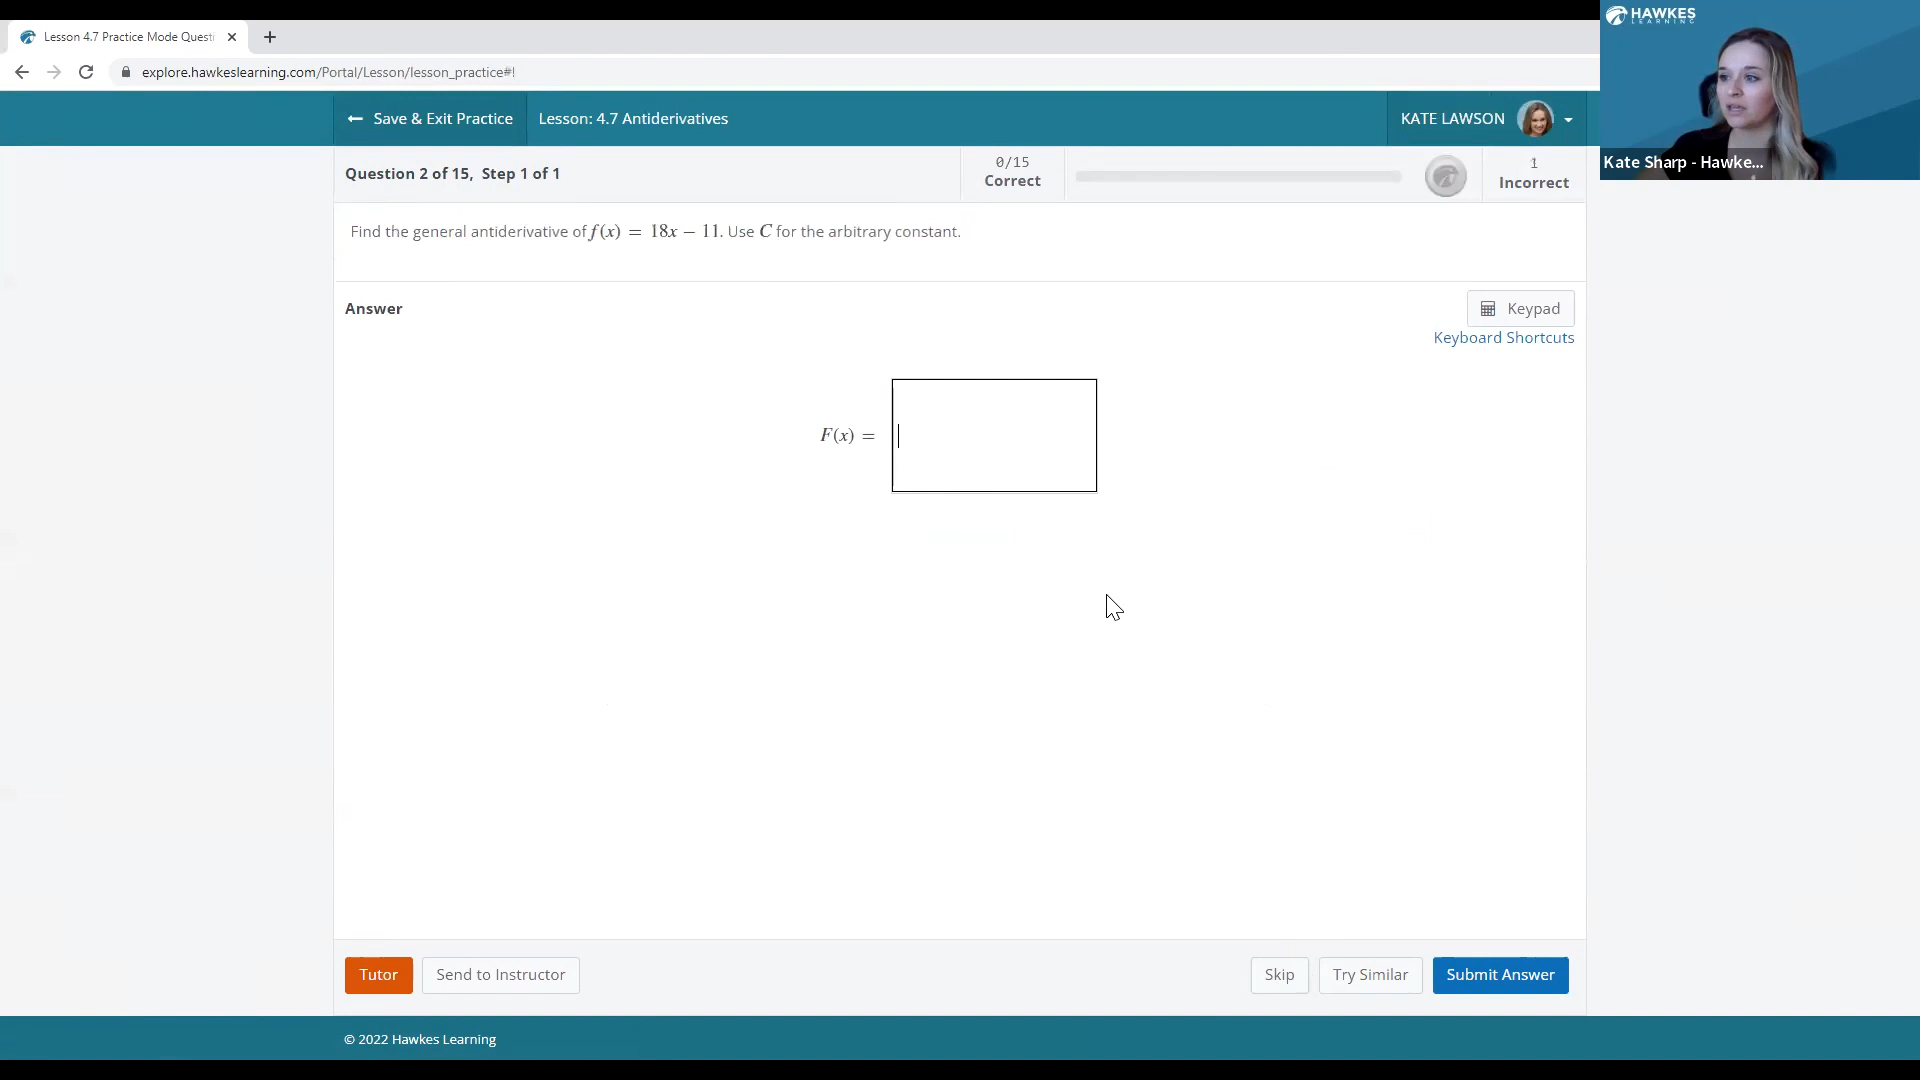 Lesson 4.7 Practice Mode Questi
explore.hawkeslearning.com/Portal/Lesson/lesson_practice#!
HAWKES
LEARNING
Kate Sharp - Hawke...
← Save & Exit Practice
Lesson: 4.7 Antiderivatives
KATE LAWSON
Question 2 of 15, Step 1 of 1
0/15
Correct
1
Incorrect
Find the general antiderivative of f(x) = 18x − 11. Use C for the arbitrary constant.
Answer
Keypad
Keyboard Shortcuts
F(x) =
Tutor
Send to Instructor
Skip
Try Similar
Submit Answer
© 2022 Hawkes Learning